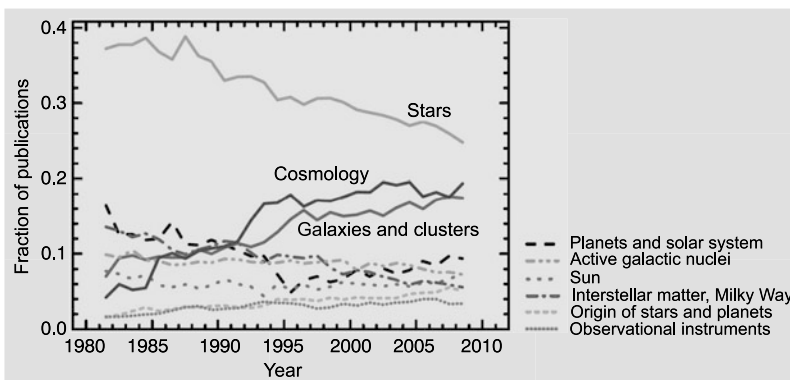 0.4
0.3
0.2
0.1
0.0
Fraction of publications
Stars
Cosmology
Galaxies and clusters
1980 1985 1990 1995 2000 2005 2010
Year
Planets and solar system
Active galactic nuclei
Sun
Interstellar matter, Milky Way
Origin of stars and planets
Observational instruments